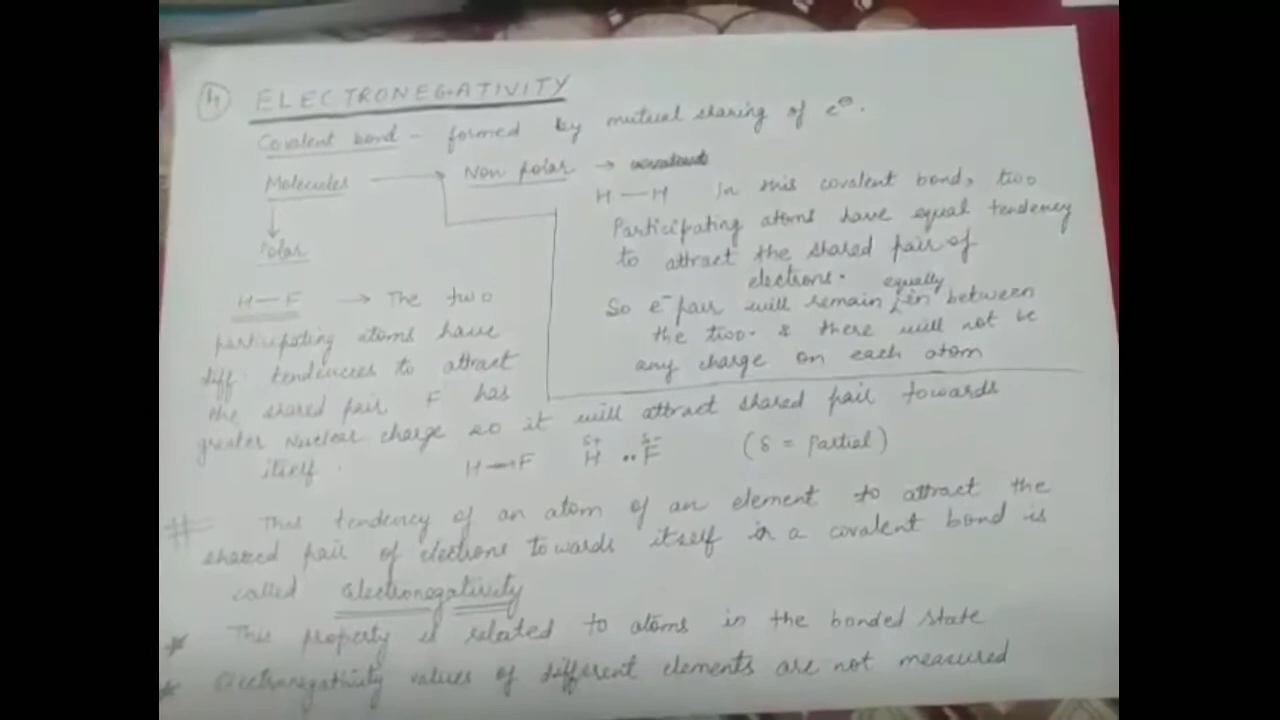 4) ELECTRONEGATIVITY
Covalent bond - formed by mutual sharing of e⊖.
Molecules → Non polar →
Polar
H — H In this covalent bond, two
Participating atoms have equal tendency
to attract the shared pair of
electrons.
So e⁻ pair will remain equally in between
the two. & there will not be
any charge on each atom
H — F → The two
participating atoms have
diff tendencies to attract
the shared pair F has
greater Nuclear charge so it will attract shared pair towards
itself.
H — F δ+ H •• δ- F (δ = Partial)
# This tendency of an atom of an element to attract the
shared pair of electrons towards itself in a covalent bond is
called Electronegativity
* This property is related to atoms in the bonded state
* Electronegativity values of different elements are not measured